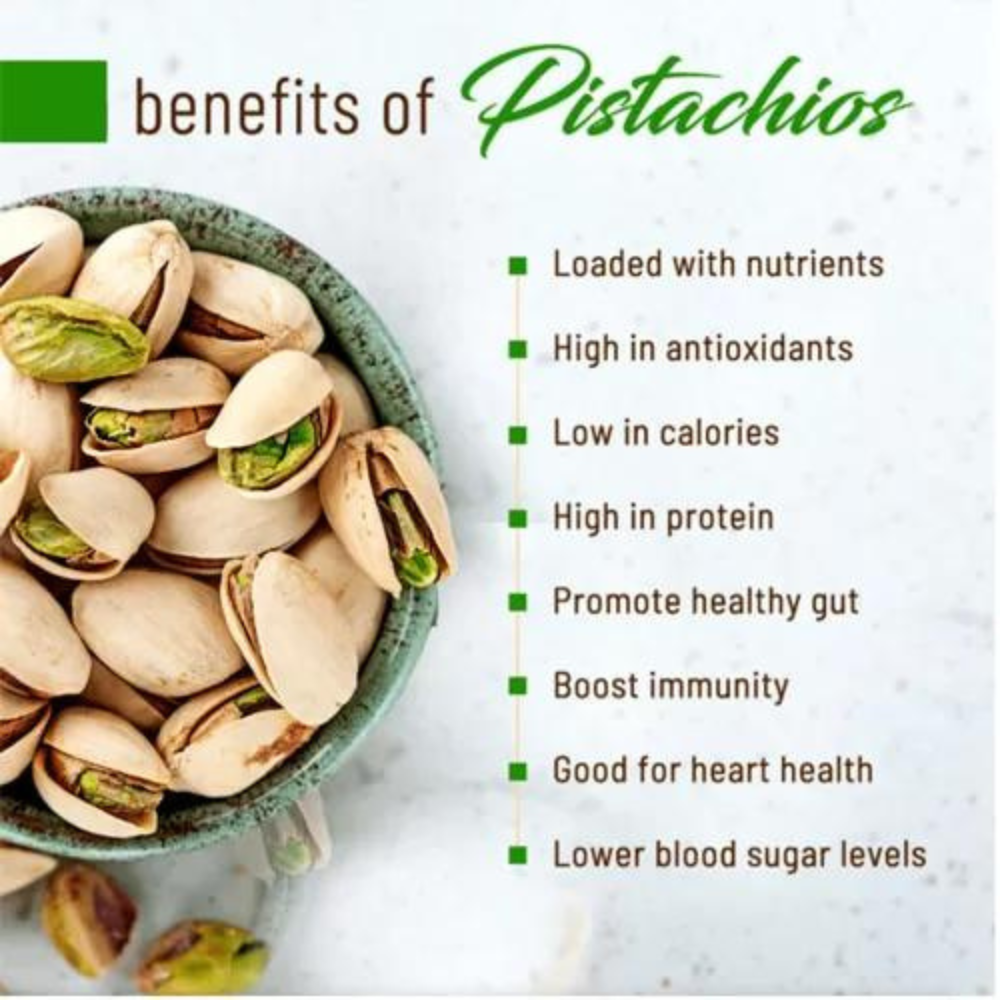 benefits of Pistachios
Loaded with nutrients
High in antioxidants
Low in calories
High in protein
Promote healthy gut
Boost immunity
Good for heart health
Lower blood sugar levels